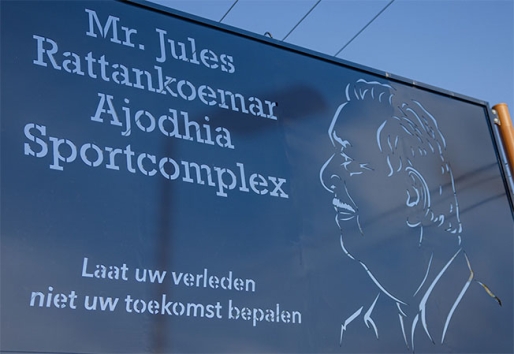 Mr. Jules
Rattankoemar
Ajodhia
Sportcomplex
Laat uw verleden
niet uw toekomst bepalen